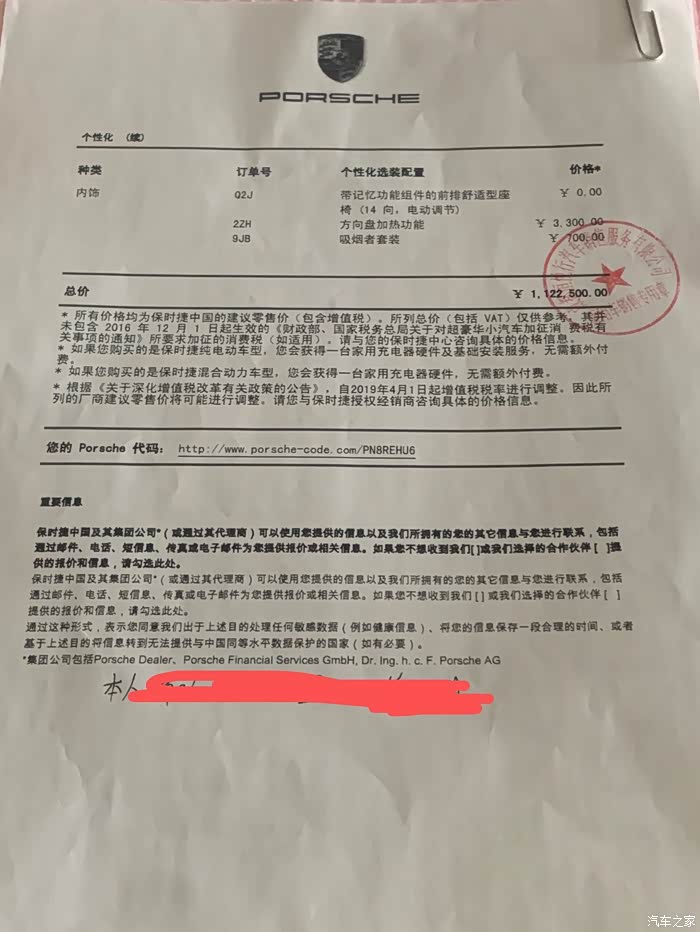 PORSCHE
个性化 (续)
种类 订单号 个性化选装配置 价格*
内饰 Q2J 带记忆功能组件的前排舒适型座 ¥ 0.00
椅 (14 向，电动调节)
2ZH 方向盘加热功能 ¥ 3,300.00
9JB 吸烟者套装 ¥ 700.00
总价 ¥ 1,122,500.00
* 所有价格均为保时捷中国的建议零售价（包含增值税）。所列总价（包括 VAT）仅供参考。其并
未包含 2016 年 12 月 1 日起生效的《财政部、国家税务总局关于对超豪华小汽车加征消 费税有
关事项的通知》所要求加征的消费税（如适用）。请与您的保时捷中心咨询具体的价格信息。
* 如果您购买的是保时捷纯电动车型，您会获得一台家用充电器硬件及基础安装服务，无需额外付
费。
* 如果您购买的是保时捷混合动力车型，您会获得一台家用充电器硬件，无需额外付费。
* 根据《关于深化增值税改革有关政策的公告》，自2019年4月1日起增值税税率进行调整。因此所
列的厂商建议零售价将可能进行调整。请您与保时捷授权经销商咨询具体的价格信息。
您的 Porsche 代码： http://www.porsche-code.com/PN8REHU6
重要信息
保时捷中国及其集团公司*（或通过其代理商）可以使用您提供的信息以及我们所拥有的您的其它信息与您进行联系，包括
通过邮件、电话、短信息、传真或电子邮件为您提供报价或相关信息。如果您不想收到我们[ ]或我们选择的合作伙伴 [ ]提
供的报价和信息，请勾选此处。
保时捷中国及其集团公司*（或通过其代理商）可以使用您提供的信息以及我们所拥有的您的其它信息与您进行联系，包括
通过邮件、电话、短信息、传真或电子邮件为您提供报价或相关信息。如果您不想收到我们 [ ] 或我们选择的合作伙伴 [ ]
提供的报价和信息，请勾选此处。
通过这种形式，表示您同意我们出于上述目的处理任何敏感数据（例如健康信息）、将您的信息保存一段合理的时间、或者
基于上述目的将信息转到无法提供与中国同等水平数据保护的国家（如有必要）。
*集团公司包括Porsche Dealer、Porsche Financial Services GmbH, Dr. Ing. h. c. F. Porsche AG
本人
汽车之家